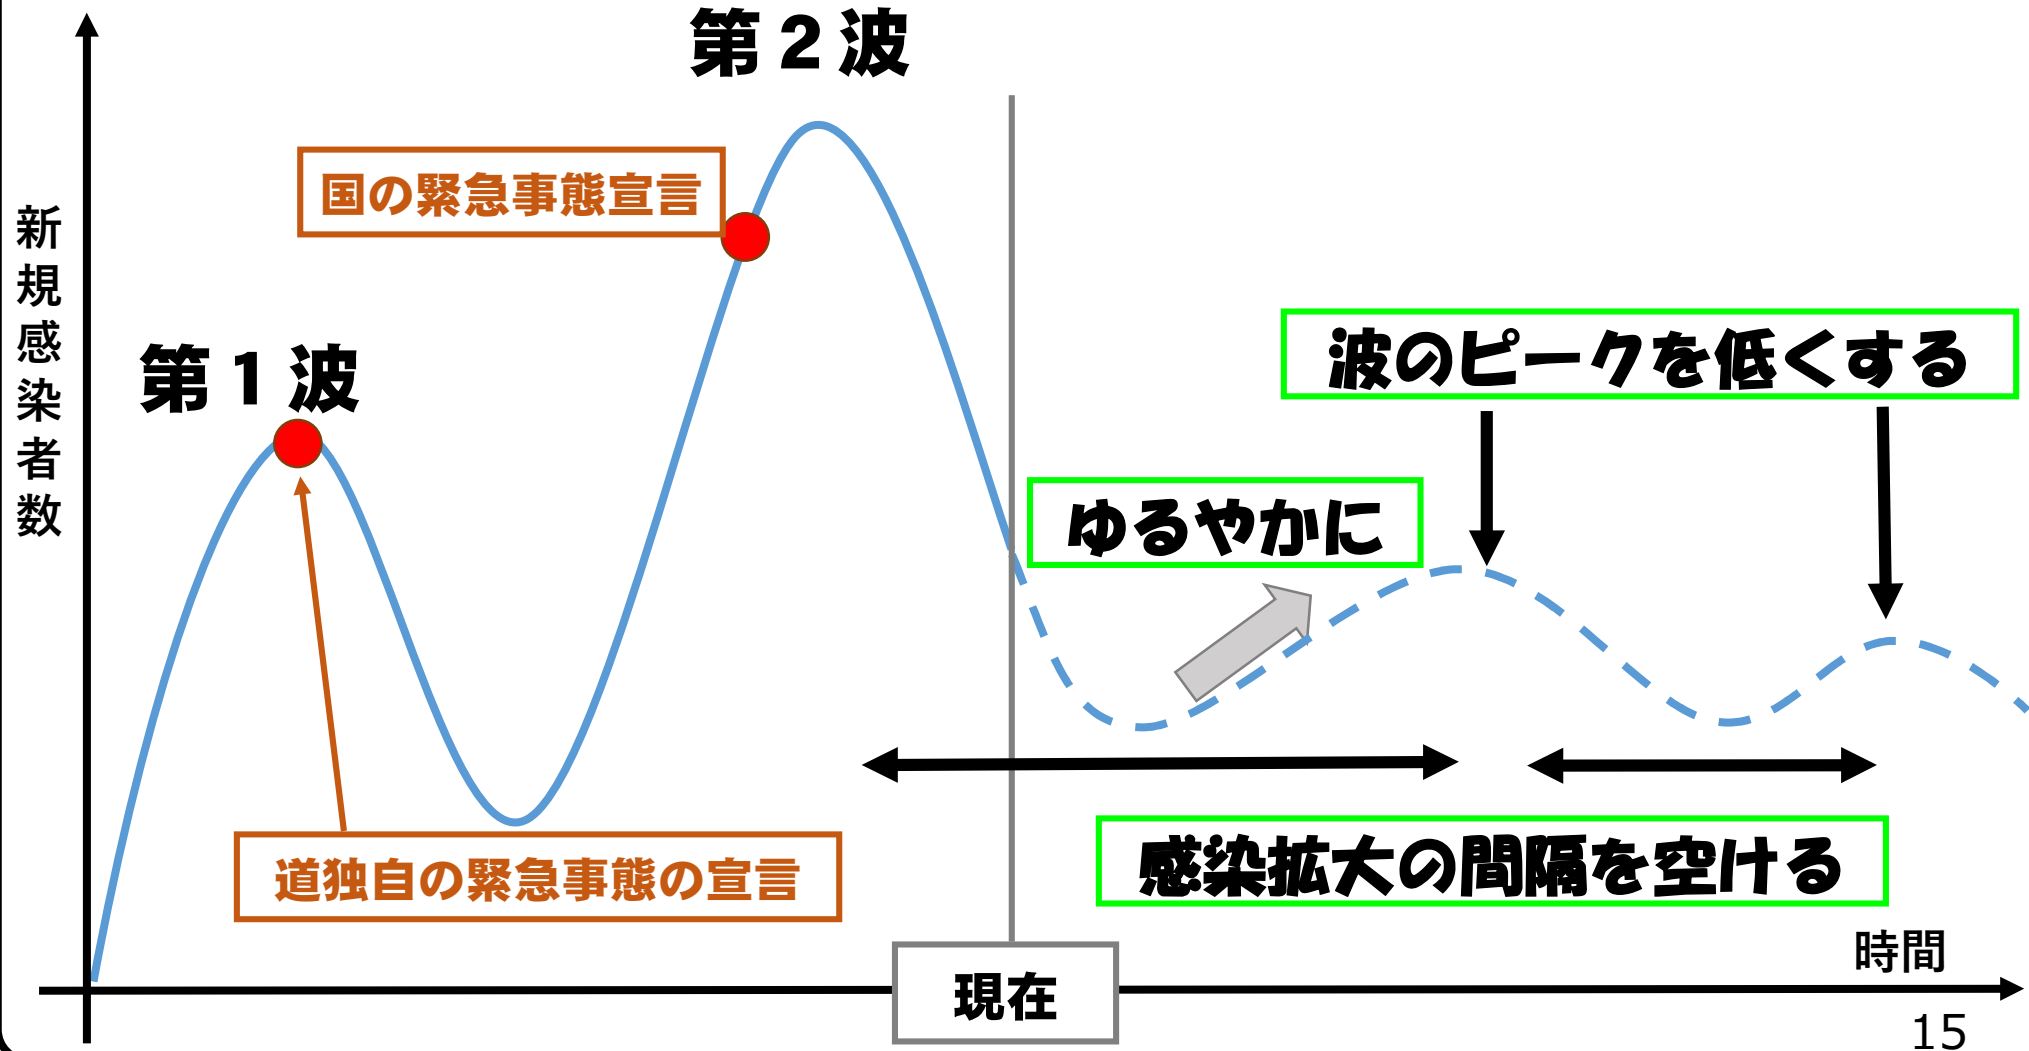 第２波
国の緊急事態宣言
新規感染者数
第１波
波のピークを低くする
ゆるやかに
道独自の緊急事態の宣言
感染拡大の間隔を空ける
時間
現在
15